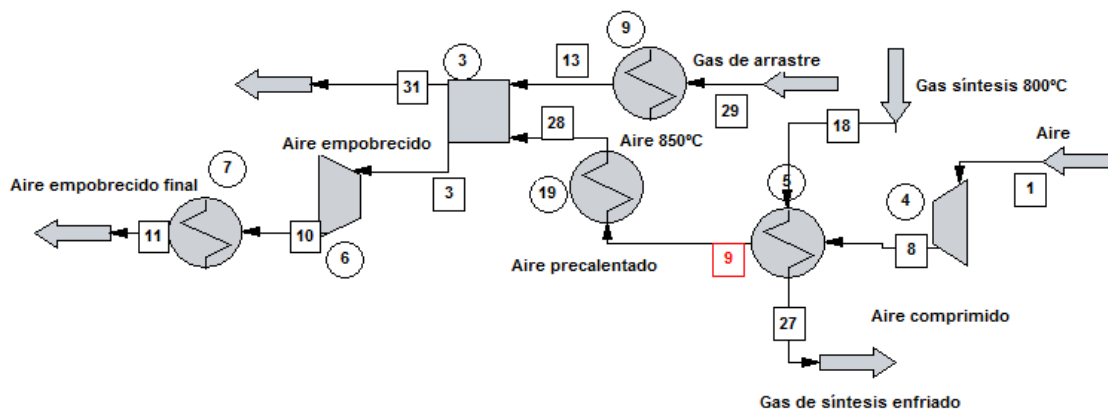 9
3
13
Gas de arrastre
31
29
Gas síntesis 800ºC
28
18
Aire
Aire empobrecido
Aire 850ºC
7
5
4
1
Aire empobrecido final
3
19
11
10
8
9
6
Aire precalentado
27
Aire comprimido
Gas de síntesis enfriado